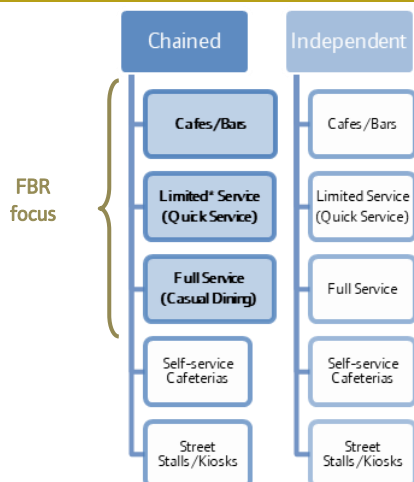 Chained
Independent
FBR
focus
Cafes/Bars
Limited* Service
(Quick Service)
Full Service
(Casual Dining)
Self-service
Cafeterias
Street
Stalls/Kiosks
Cafes/Bars
Limited Service
(Quick Service)
Full Service
Self-service
Cafeterias
Street
Stalls/Kiosks